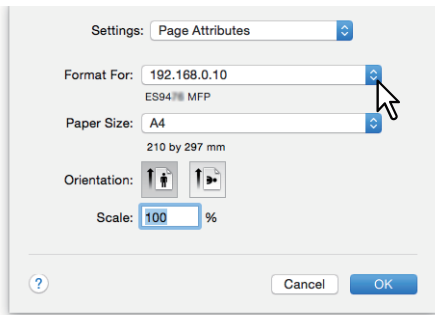 Settings: Page Attributes
Format For: 192.168.0.10
MFP
Paper Size: A4
210 by 297 mm
Orientation:
Scale: 100 %
? Cancel OK